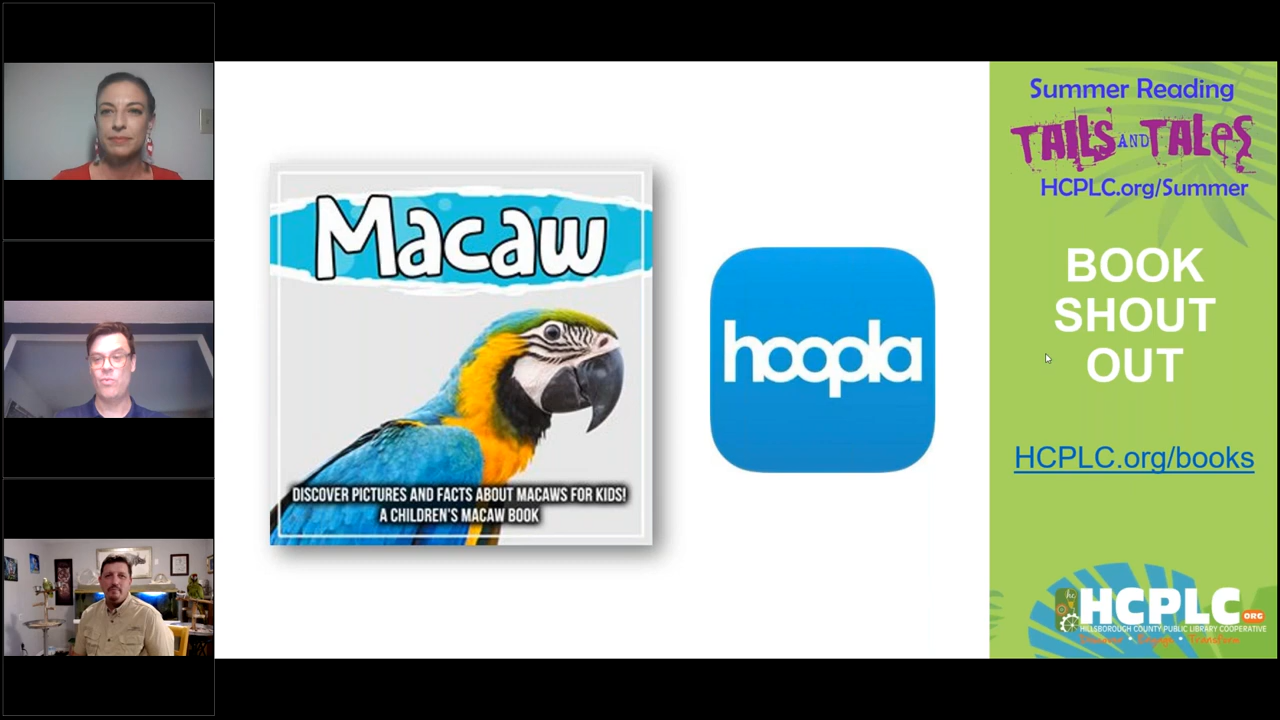 Macaw
DISCOVER PICTURES AND FACTS ABOUT MACAWS FOR KIDS!
A CHILDREN'S MACAW BOOK
hoopla
Summer Reading
TAILS AND TALES
HCPLC.org/Summer
BOOK
SHOUT
OUT
HCPLC.org/books
hc
HCPLC
ORG
HILLSBOROUGH COUNTY PUBLIC LIBRARY COOPERATIVE